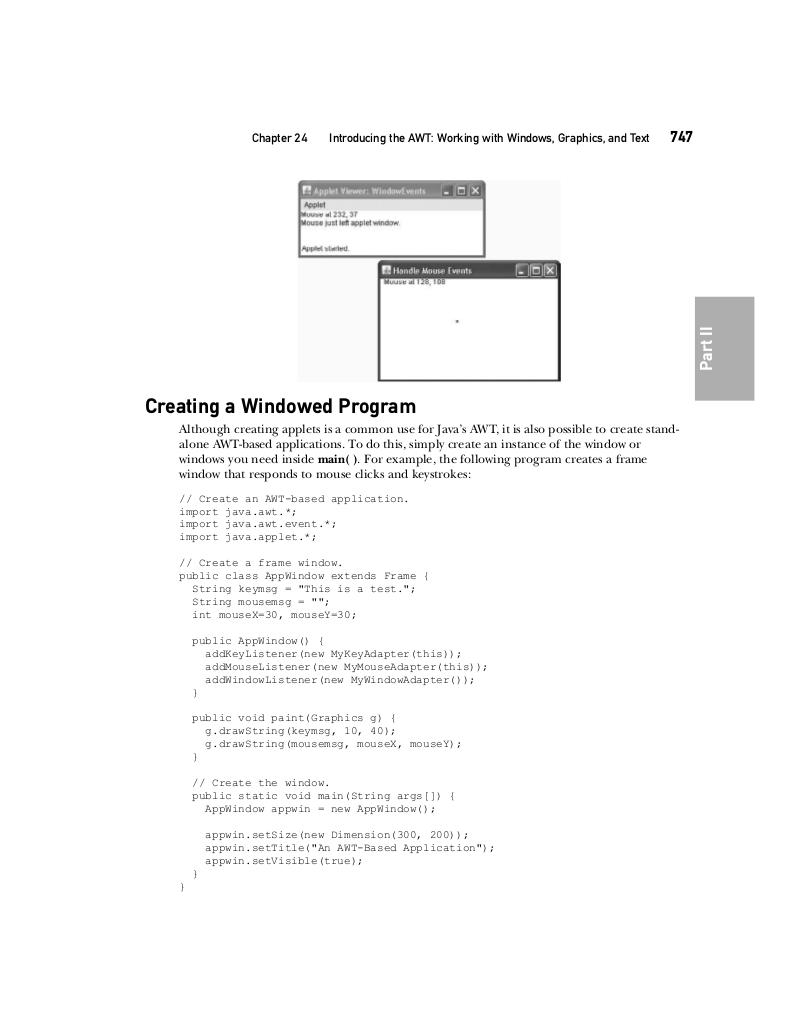 Chapter 24 Introducing the AWT: Working with Windows, Graphics, and Text 747
Applet Viewer: WindowEvents
Applet
Mouse at 232, 37
Mouse just left applet window.
Applet started.
Handle Mouse Events
Mouse at 128, 108
*
Part II
Creating a Windowed Program
Although creating applets is a common use for Java's AWT, it is also possible to create stand-
alone AWT-based applications. To do this, simply create an instance of the window or
windows you need inside main( ). For example, the following program creates a frame
window that responds to mouse clicks and keystrokes:
// Create an AWT-based application.
import java.awt.*;
import java.awt.event.*;
import java.applet.*;
// Create a frame window.
public class AppWindow extends Frame {
String keymsg = "This is a test.";
String mousemsg = "";
int mouseX=30, mouseY=30;
public AppWindow() {
addKeyListener(new MyKeyAdapter(this));
addMouseListener(new MyMouseAdapter(this));
addWindowListener(new MyWindowAdapter());
}
public void paint(Graphics g) {
g.drawString(keymsg, 10, 40);
g.drawString(mousemsg, mouseX, mouseY);
}
// Create the window.
public static void main(String args[]) {
AppWindow appwin = new AppWindow();
appwin.setSize(new Dimension(300, 200));
appwin.setTitle("An AWT-Based Application");
appwin.setVisible(true);
}
}